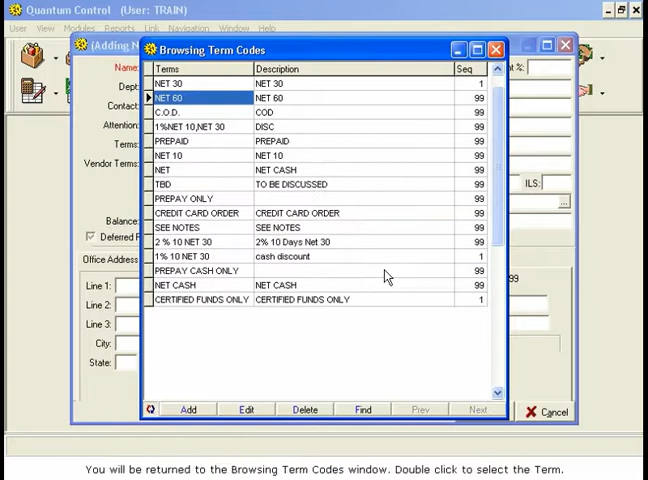 Quantum Control (User: TRAIN)
User View Modules Reports Link Navigation Window Help
(Adding N
Browsing Term Codes
Name:
Dept:
Contact:
Attention:
Terms:
Vendor Terms:
Balance:
Deferred
Office Address
Line 1:
Line 2:
Line 3:
City:
State:
Terms Description Seq
NET 30 NET 30 1
NET 60 NET 60 99
C.O.D. COD 99
1%NET 10,NET 30 DISC 99
PREPAID PREPAID 99
NET 10 NET 10 99
NET NET CASH 99
TBD TO BE DISCUSSED 99
PREPAY ONLY 99
CREDIT CARD ORDER CREDIT CARD ORDER 99
SEE NOTES SEE NOTES 99
2 % 10 NET 30 2% 10 Days Net 30 99
1% 10 NET 30 cash discount 1
PREPAY CASH ONLY 99
NET CASH NET CASH 99
CERTIFIED FUNDS ONLY CERTIFIED FUNDS ONLY 1
Add Edit Delete Find Prev Next
%:
ILS:
...
99
Cancel
You will be returned to the Browsing Term Codes window. Double click to select the Term.